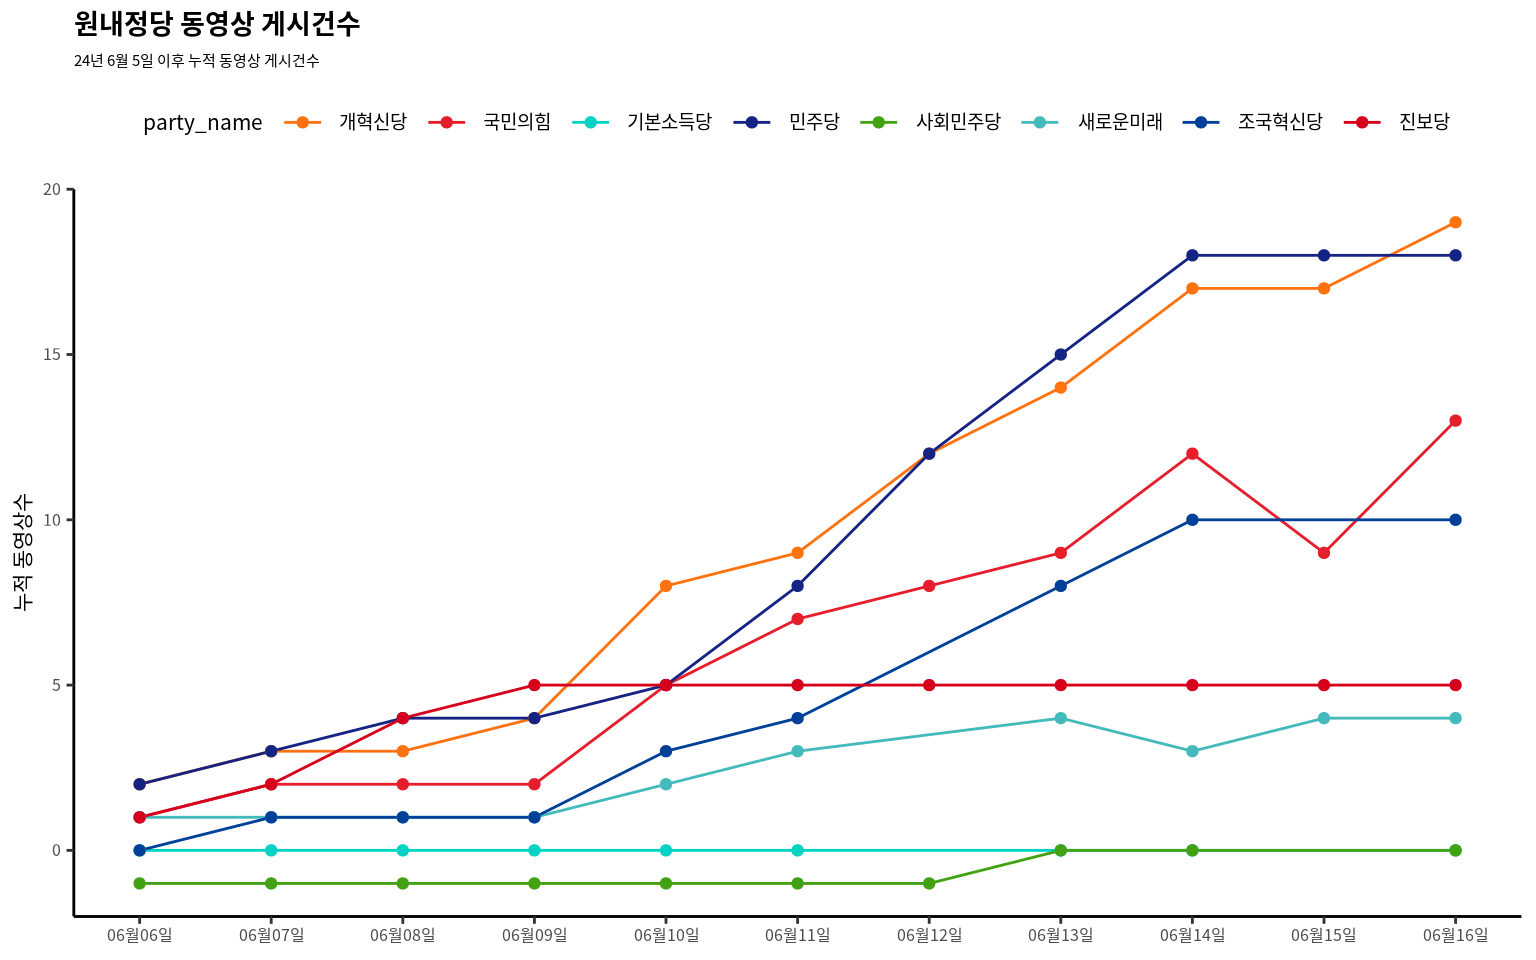 원내정당 동영상 게시건수
24년 6월 5일 이후 누적 동영상 게시건수
party_name 개혁신당 국민의힘 기본소득당 민주당 사회민주당 새로운미래 조국혁신당 진보당
누적 동영상수
20
15
10
5
0
06월06일 06월07일 06월08일 06월09일 06월10일 06월11일 06월12일 06월13일 06월14일 06월15일 06월16일